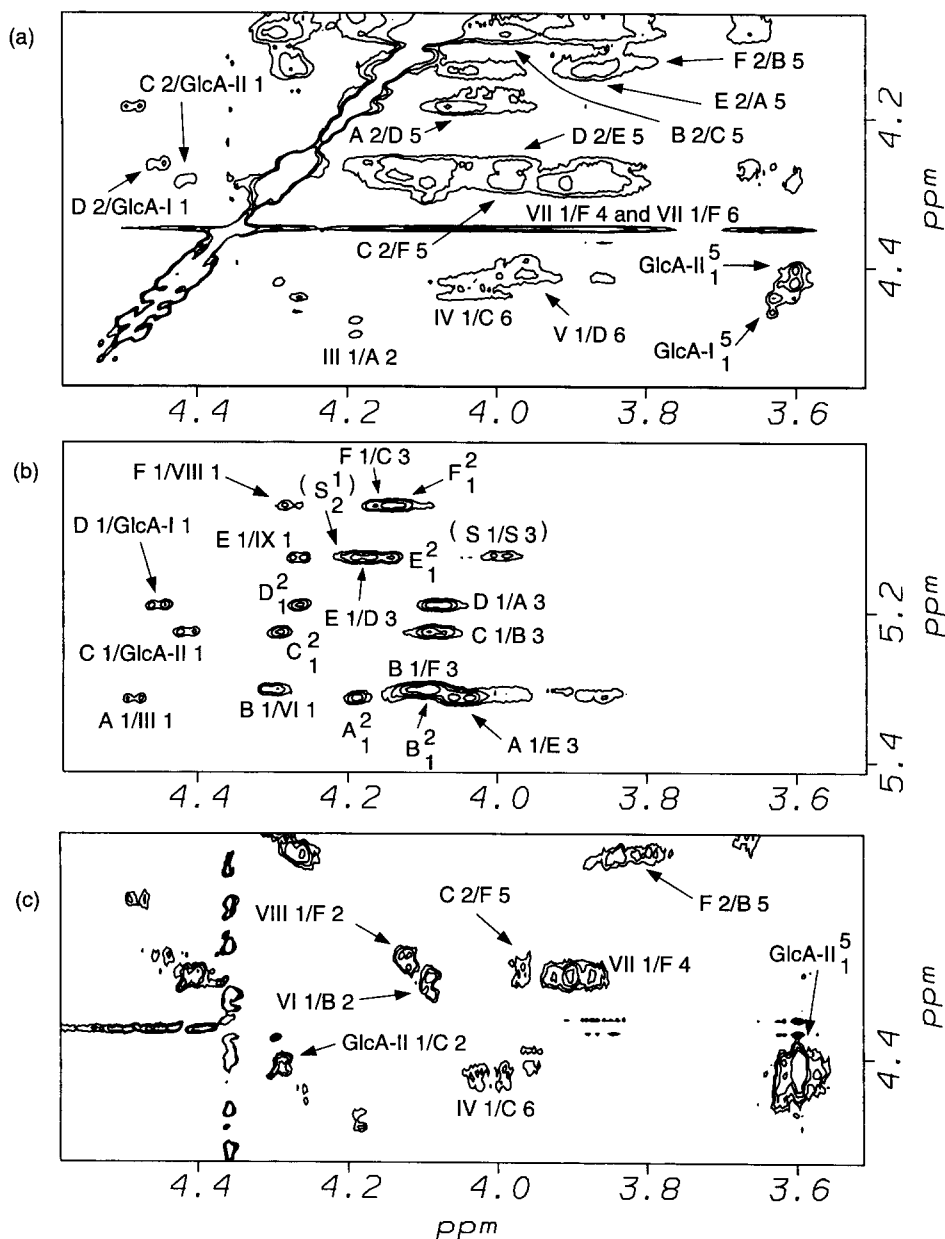 (a)
C 2/GlcA-II 1
F 2/B 5
E 2/A 5
B 2/C 5
A 2/D 5
D 2/E 5
D 2/GlcA-I 1
VII 1/F 4 and VII 1/F 6
C 2/F 5
GlcA-II 5 1
IV 1/C 6
V 1/D 6
III 1/A 2
GlcA-I 5 1
4.2
4.4
ppm
4.4 4.2 4.0 3.8 3.6
(b)
F 1/C 3
F 1/VIII 1
(S 1 2)
F 2 1
D 1/GlcA-I 1
E 1/IX 1
(S 1/S 3)
E 2 1
D 2 1
E 1/D 3
D 1/A 3
C 1/B 3
C 1/GlcA-II 1
C 2 1
B 1/F 3
A 1/III 1
B 1/VI 1
A 2 1
B 2 1
A 1/E 3
5.2
5.4
ppm
4.4 4.2 4.0 3.8 3.6
(c)
C 2/F 5
F 2/B 5
VIII 1/F 2
GlcA-II 5 1
VII 1/F 4
VI 1/B 2
GlcA-II 1/C 2
IV 1/C 6
4.4
ppm
4.4 4.2 4.0 3.8 3.6
ppm